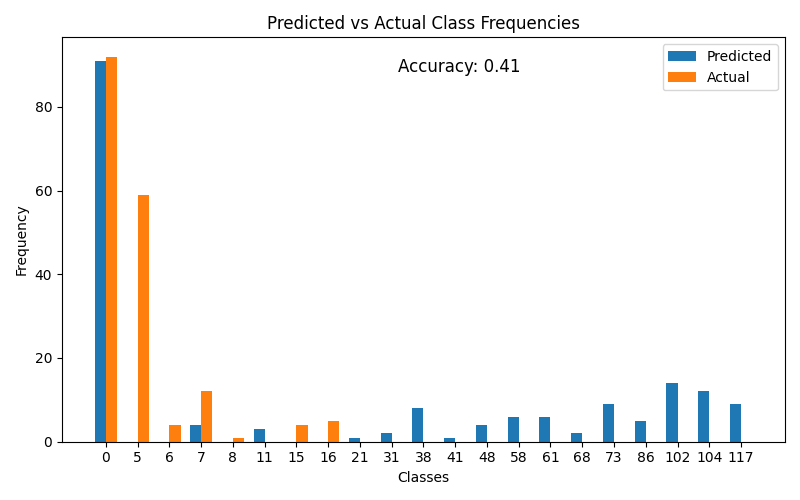 Predicted vs Actual Class Frequencies
Accuracy: 0.41
Predicted
Actual
Frequency
80
60
40
20
0
0 5 6 7 8 11 15 16 21 31 38 41 48 58 61 68 73 86 102 104 117
Classes